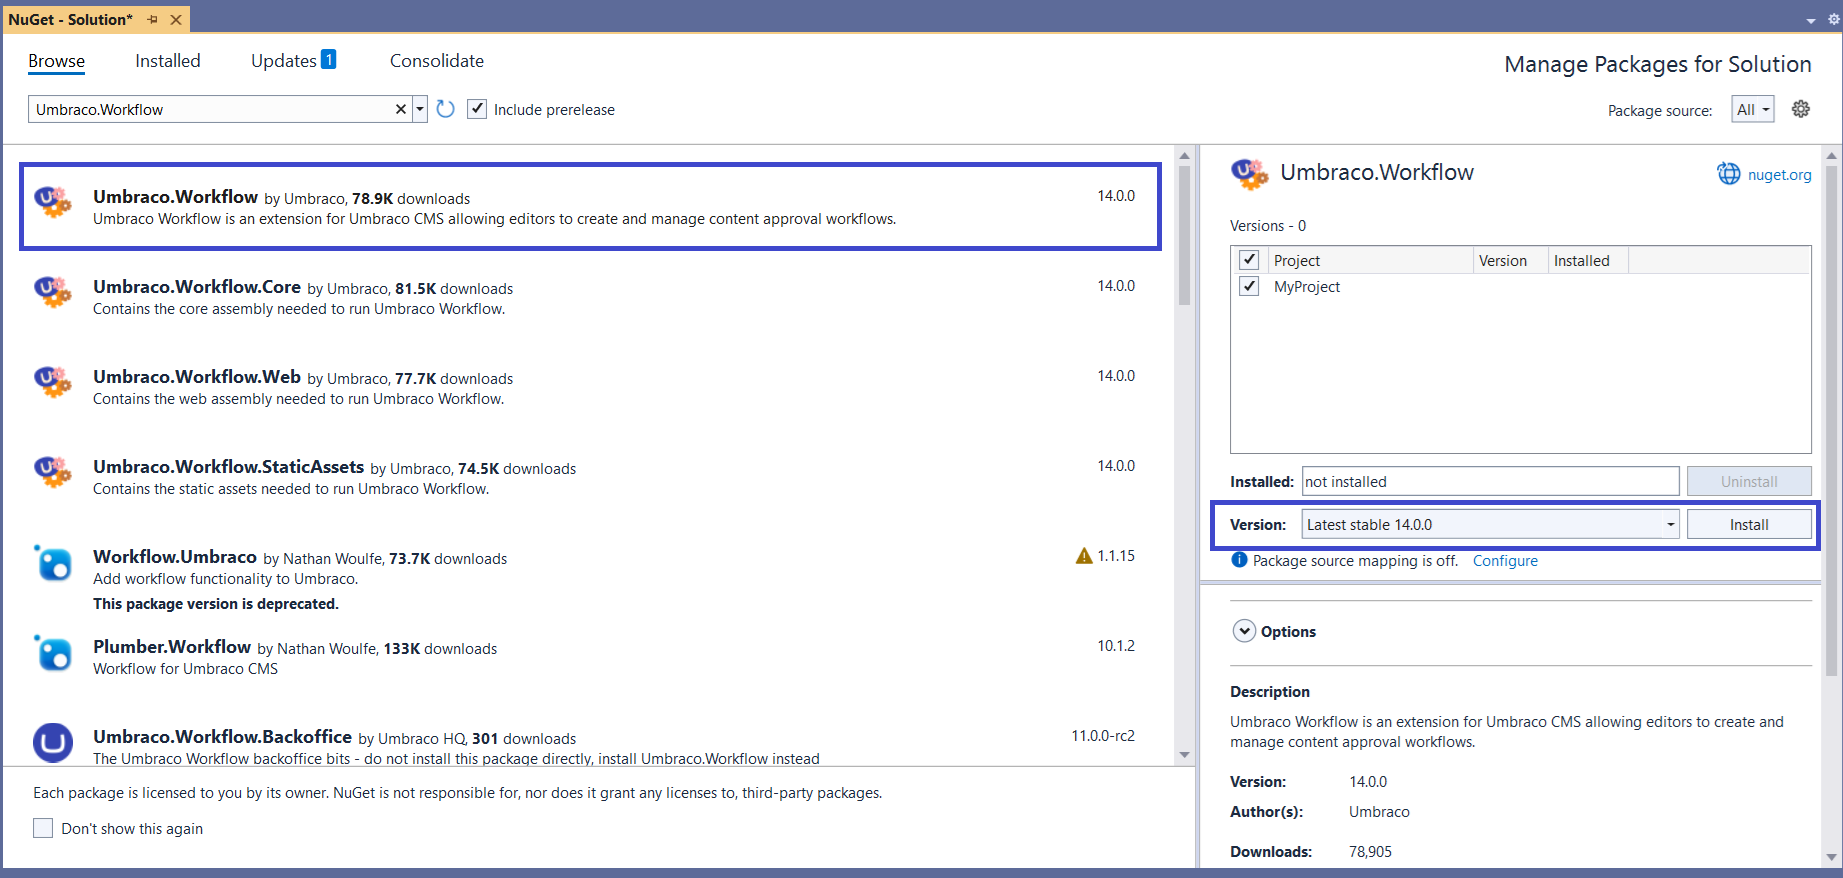 NuGet - Solution*
Browse Installed Updates 1 Consolidate
Manage Packages for Solution
Umbraco.Workflow
Include prerelease
Package source: All
Umbraco.Workflow by Umbraco, 78.9K downloads 14.0.0
Umbraco Workflow is an extension for Umbraco CMS allowing editors to create and manage content approval workflows.
Umbraco.Workflow.Core by Umbraco, 81.5K downloads 14.0.0
Contains the core assembly needed to run Umbraco Workflow.
Umbraco.Workflow.Web by Umbraco, 77.7K downloads 14.0.0
Contains the web assembly needed to run Umbraco Workflow.
Umbraco.Workflow.StaticAssets by Umbraco, 74.5K downloads 14.0.0
Contains the static assets needed to run Umbraco Workflow.
Workflow.Umbraco by Nathan Woulfe, 73.7K downloads 1.1.15
Add workflow functionality to Umbraco.
This package version is deprecated.
Plumber.Workflow by Nathan Woulfe, 133K downloads 10.1.2
Workflow for Umbraco CMS
Umbraco.Workflow.Backoffice by Umbraco HQ, 301 downloads 11.0.0-rc2
The Umbraco Workflow backoffice bits - do not install this package directly, install Umbraco.Workflow instead
Each package is licensed to you by its owner. NuGet is not responsible for, nor does it grant any licenses to, third-party packages.
Don't show this again
Umbraco.Workflow
nuget.org
Versions - 0
Project Version Installed
MyProject
Installed: not installed Uninstall
Version: Latest stable 14.0.0 Install
Package source mapping is off. Configure
Options
Description
Umbraco Workflow is an extension for Umbraco CMS allowing editors to create and
manage content approval workflows.
Version: 14.0.0
Author(s): Umbraco
Downloads: 78,905